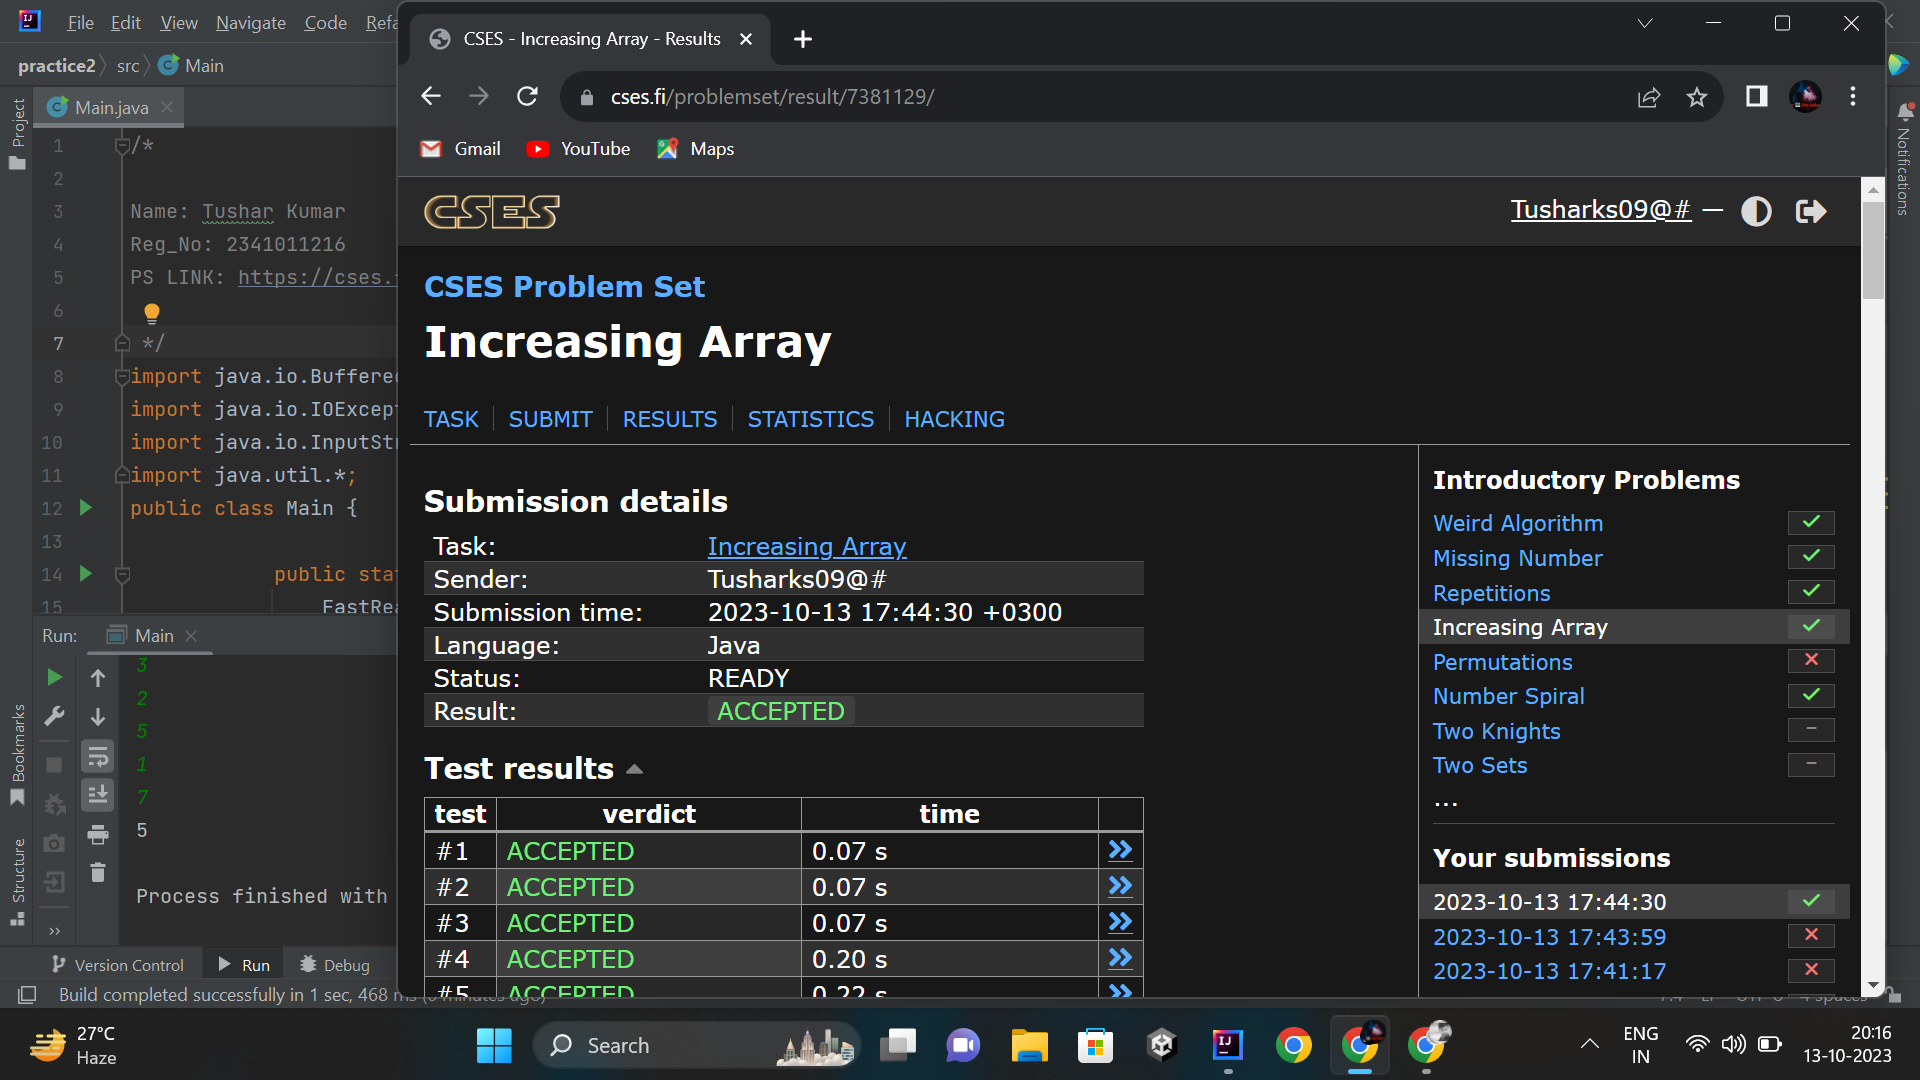 File Edit View Navigate Code Refa
practice2 src Main
Main.java
Project
1 /*
2
3 Name: Tushar Kumar
4 Reg_No: 2341011216
5 PS LINK: https://cses.
6
7 */
8 import java.io.Buffere
9 import java.io.IOExcept
10 import java.io.InputStr
11 import java.util.*;
12 public class Main {
13
14 public stat
15 FastRea
Run: Main
3
2
5
1
7
5
Process finished with
Bookmarks
Structure
Version Control Run Debug
Build completed successfully in 1 sec, 468 ms
CSES - Increasing Array - Results
cses.fi/problemset/result/7381129/
Gmail YouTube Maps
CSES
Tusharks09@# —
CSES Problem Set
Increasing Array
TASK SUBMIT RESULTS STATISTICS HACKING
Submission details
Task: Increasing Array
Sender: Tusharks09@#
Submission time: 2023-10-13 17:44:30 +0300
Language: Java
Status: READY
Result: ACCEPTED
Test results
test verdict time
#1 ACCEPTED 0.07 s
#2 ACCEPTED 0.07 s
#3 ACCEPTED 0.07 s
#4 ACCEPTED 0.20 s
#5 ACCEPTED 0.22 s
Introductory Problems
Weird Algorithm
Missing Number
Repetitions
Increasing Array
Permutations
Number Spiral
Two Knights –
Two Sets –
...
Your submissions
2023-10-13 17:44:30
2023-10-13 17:43:59
2023-10-13 17:41:17
Notifications
27°C
Haze
Search
ENG
IN
20:16
13-10-2023